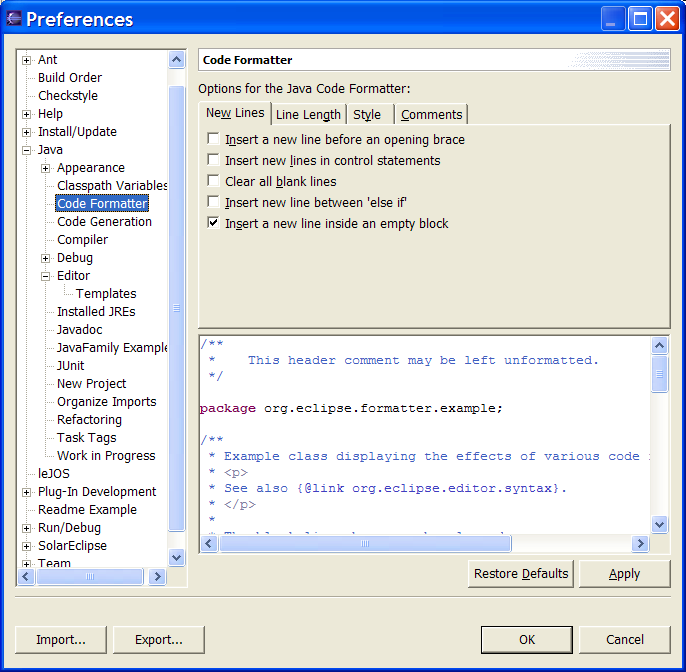 Preferences
Ant
Build Order
Checkstyle
Help
Install/Update
Java
Appearance
Classpath Variables
Code Formatter
Code Generation
Compiler
Debug
Editor
Templates
Installed JREs
Javadoc
JavaFamily Example
JUnit
New Project
Organize Imports
Refactoring
Task Tags
Work in Progress
leJOS
Plug-In Development
Readme Example
Run/Debug
SolarEclipse
Team
Code Formatter
Options for the Java Code Formatter:
New Lines Line Length Style Comments
Insert a new line before an opening brace
Insert new lines in control statements
Clear all blank lines
Insert new line between 'else if'
Insert a new line inside an empty block
/**
*    This header comment may be left unformatted.
*/
package org.eclipse.formatter.example;
/**
* Example class displaying the effects of various code
* <p>
* See also {@link org.eclipse.editor.syntax}.
* </p>
*
Restore Defaults Apply
Import... Export... OK Cancel